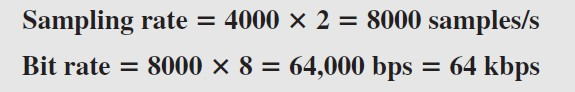 Sampling rate = 4000 × 2 = 8000 samples/s
Bit rate = 8000 × 8 = 64,000 bps = 64 kbps